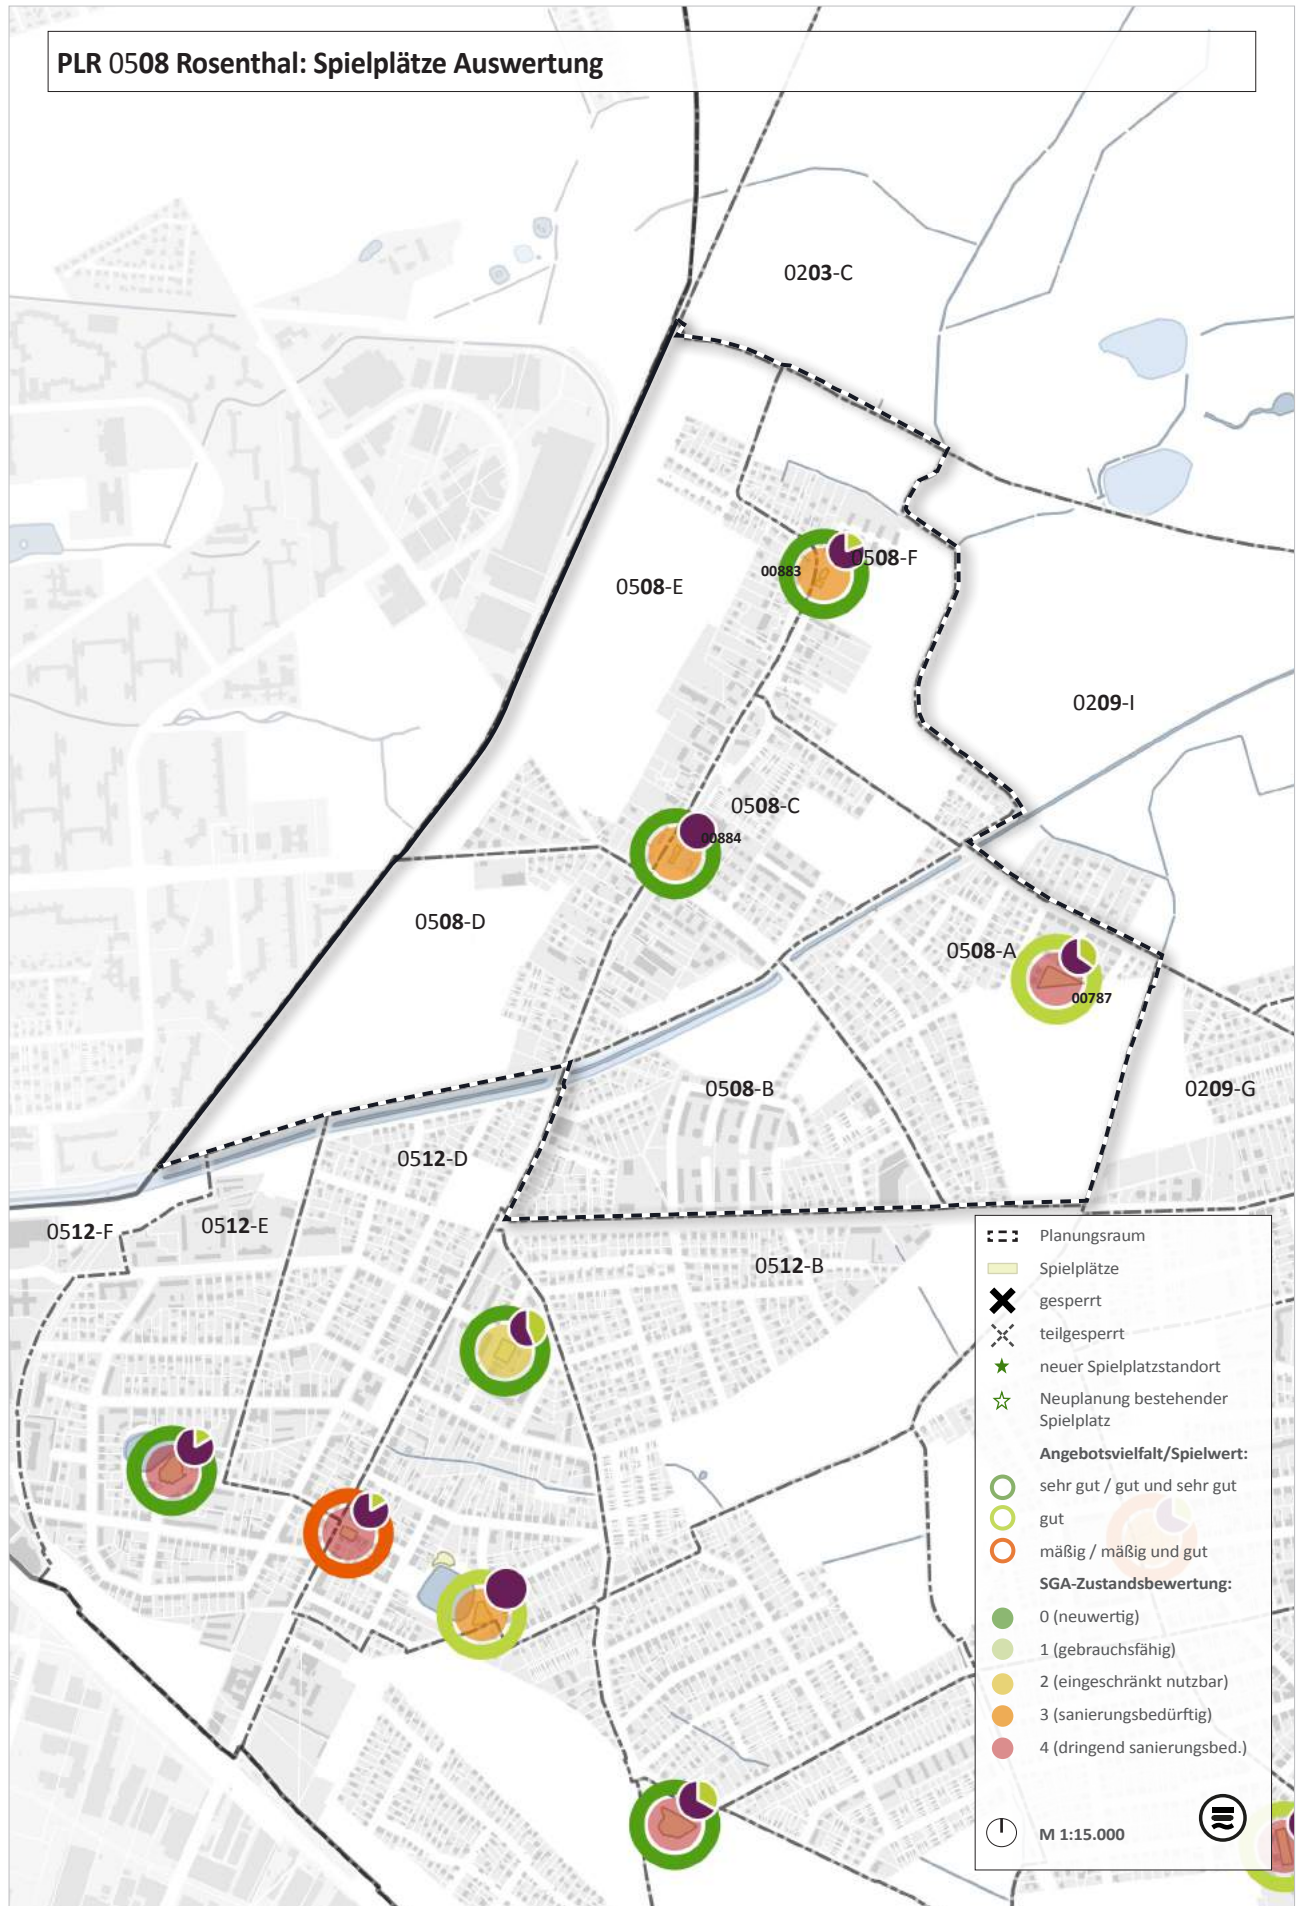 PLR 0508 Rosenthal: Spielplätze Auswertung
0203-C
0508-F
00883
0508-E
0209-I
0508-C
00884
0508-D
0508-A
00787
0508-B
0209-G
0512-D
0512-F
0512-E
0512-B
Planungsraum
Spielplätze
gesperrt
teilgesperrt
neuer Spielplatzstandort
Neuplanung bestehender
Spielplatz
Angebotsvielfalt/Spielwert:
sehr gut / gut und sehr gut
gut
mäßig / mäßig und gut
SGA-Zustandsbewertung:
0 (neuwertig)
1 (gebrauchsfähig)
2 (eingeschränkt nutzbar)
3 (sanierungsbedürftig)
4 (dringend sanierungsbed.)
M 1:15.000